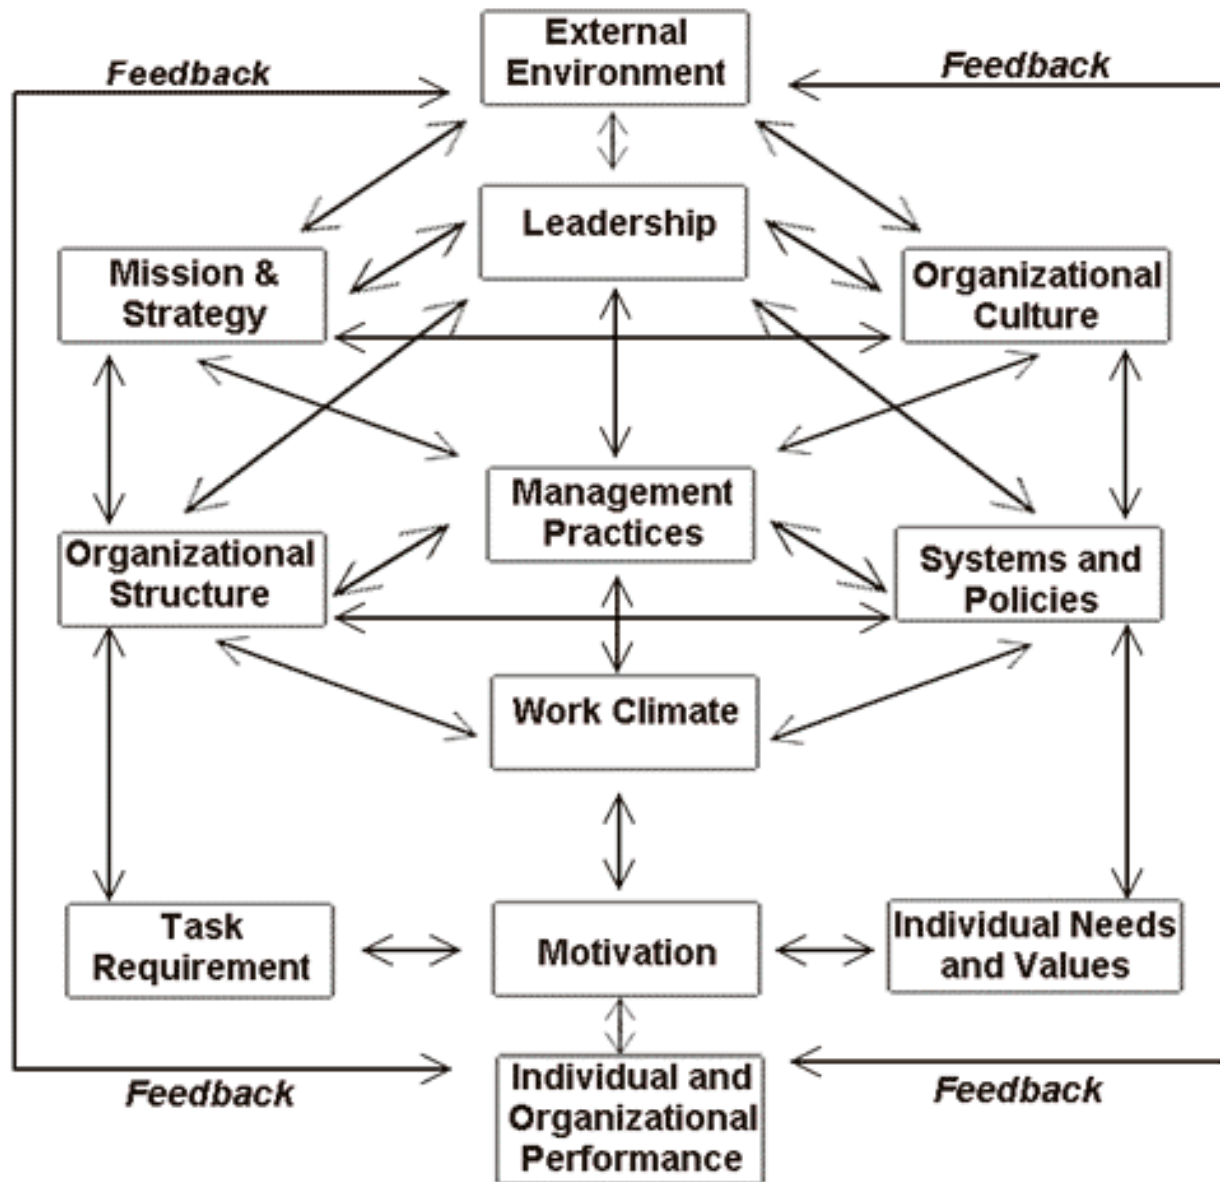 External
Environment
Feedback
Feedback
Leadership
Mission &
Strategy
Organizational
Culture
Management
Practices
Organizational
Structure
Systems and
Policies
Work Climate
Task
Requirement
Motivation
Individual Needs
and Values
Feedback
Individual and
Organizational
Performance
Feedback